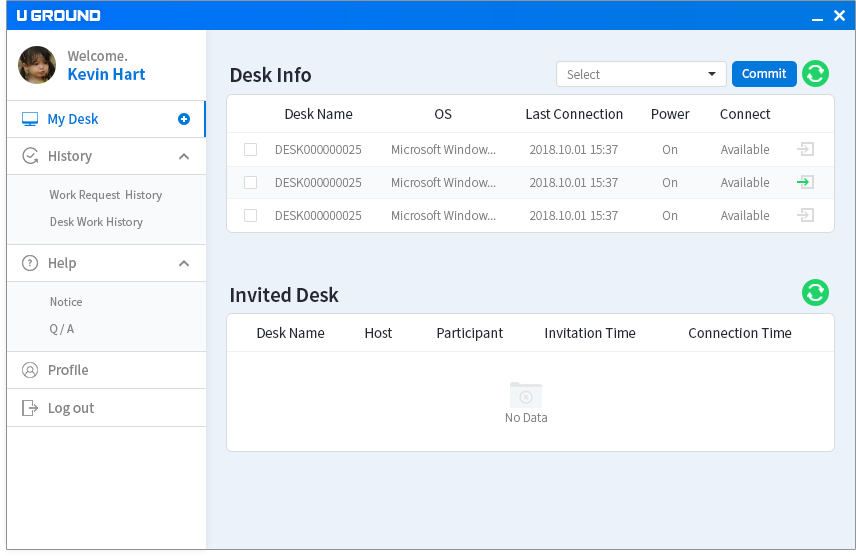 U GROUND
Welcome.
Kevin Hart
My Desk
History
Work Request History
Desk Work History
Help
Notice
Q / A
Profile
Log out
Desk Info
Select
Commit
Desk Name OS Last Connection Power Connect
DESK000000025 Microsoft Window... 2018.10.01 15:37 On Available
DESK000000025 Microsoft Window... 2018.10.01 15:37 On Available
DESK000000025 Microsoft Window... 2018.10.01 15:37 On Available
Invited Desk
Desk Name Host Participant Invitation Time Connection Time
No Data